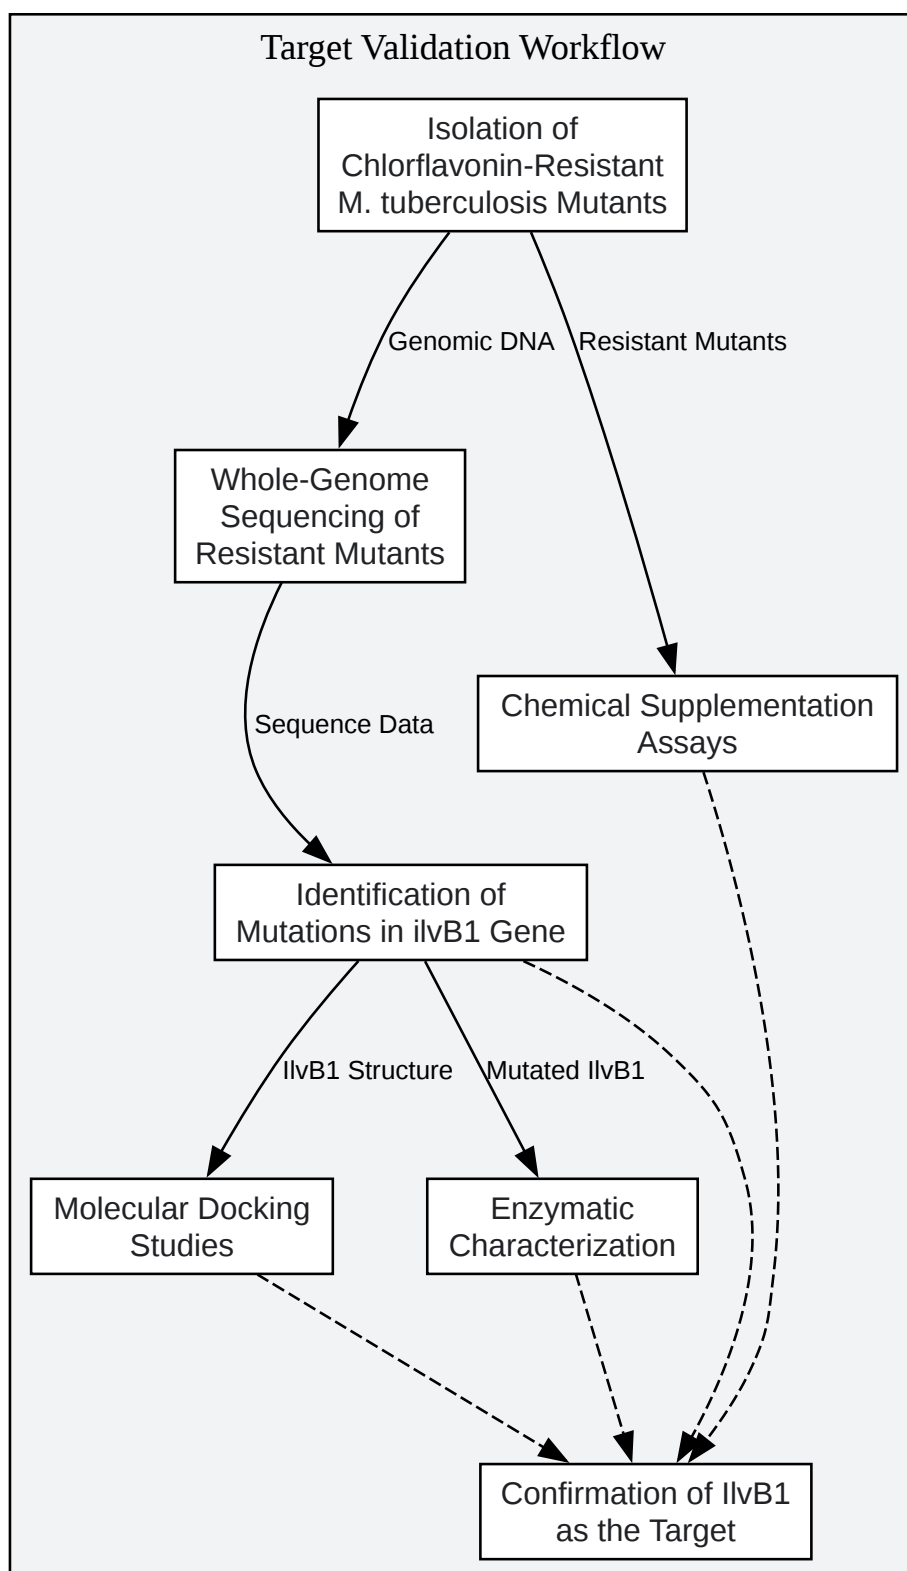 Target Validation Workflow
Isolation of
Chlorflavonin-Resistant
M. tuberculosis Mutants
Genomic DNA
Resistant Mutants
Whole-Genome
Sequencing of
Resistant Mutants
Chemical Supplementation
Assays
Sequence Data
Identification of
Mutations in ilvB1 Gene
IlvB1 Structure
Mutated IlvB1
Molecular Docking
Studies
Enzymatic
Characterization
Confirmation of IlvB1
as the Target